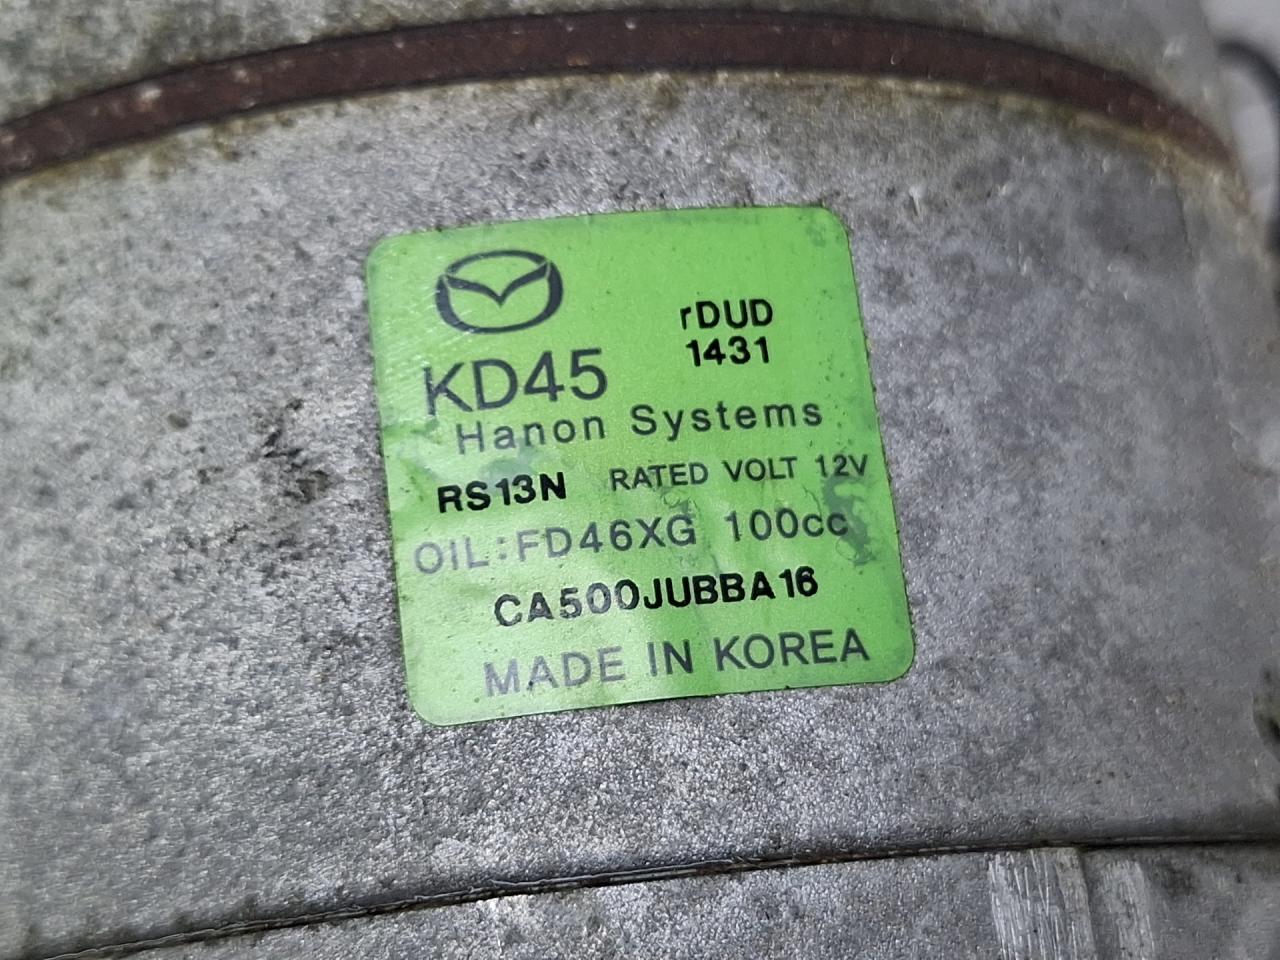 rDUD
1431
KD45
Hanon Systems
RS13N RATED VOLT 12V
OIL:FD46XG 100cc
CA500JUBBA16
MADE IN KOREA